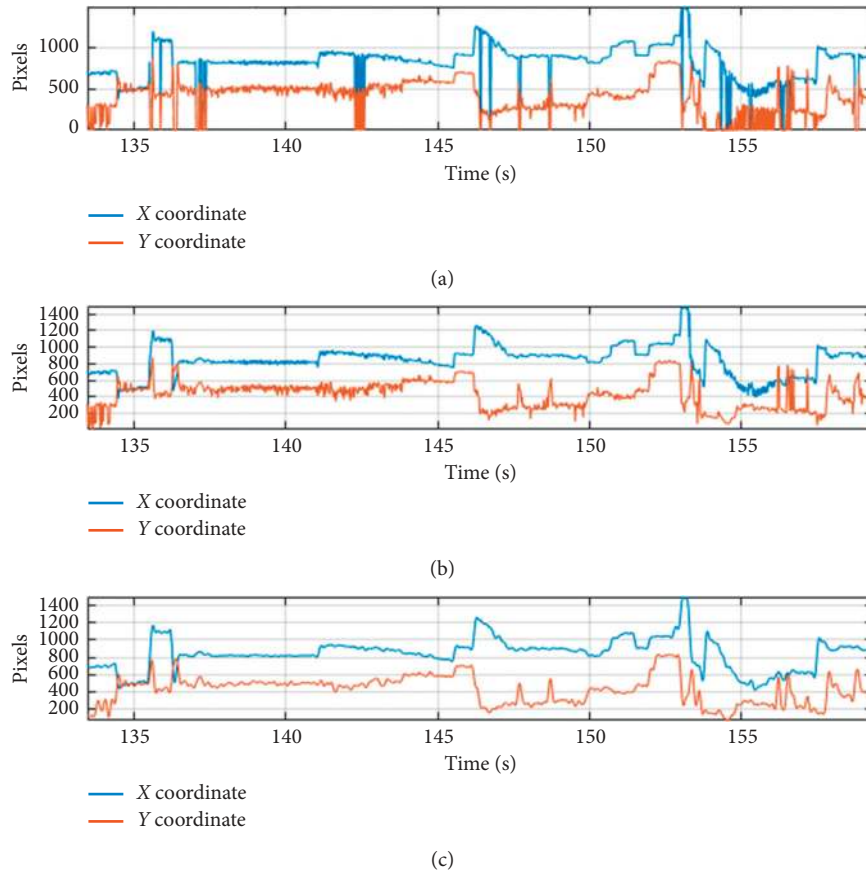 Pixels
1000
500
0
135
140
145
150
155
Time (s)
X coordinate
Y coordinate
(a)
Pixels
1400
1200
1000
800
600
400
200
135
140
145
150
155
Time (s)
X coordinate
Y coordinate
(b)
Pixels
1400
1200
1000
800
600
400
200
135
140
145
150
155
Time (s)
X coordinate
Y coordinate
(c)